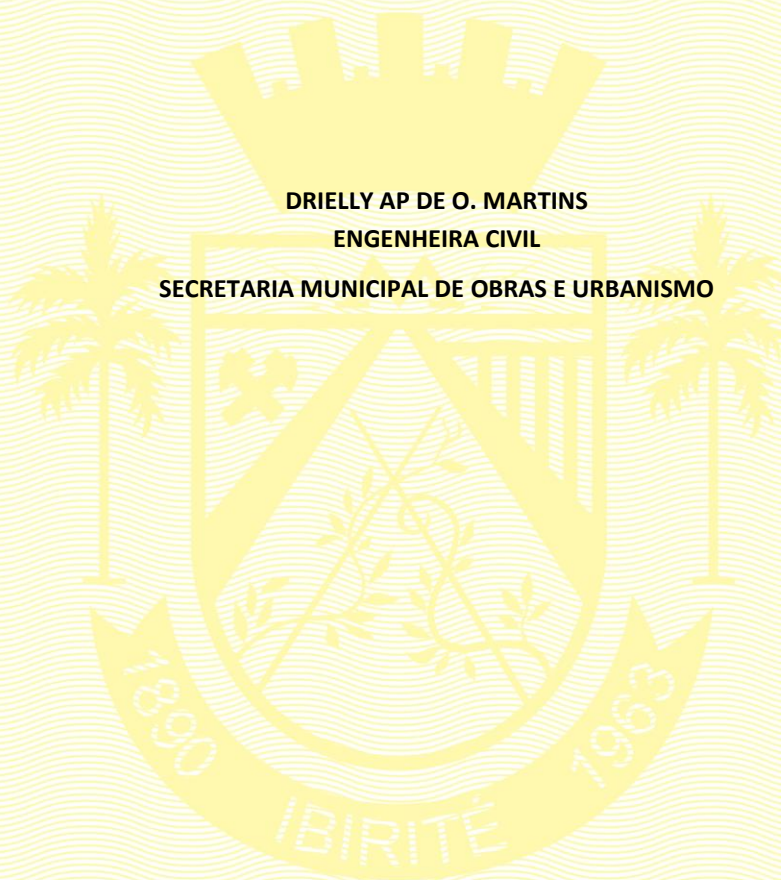 DRIELLY AP DE O. MARTINS
ENGENHEIRA CIVIL
SECRETARIA MUNICIPAL DE OBRAS E URBANISMO
1890
IBIRITÉ
1963